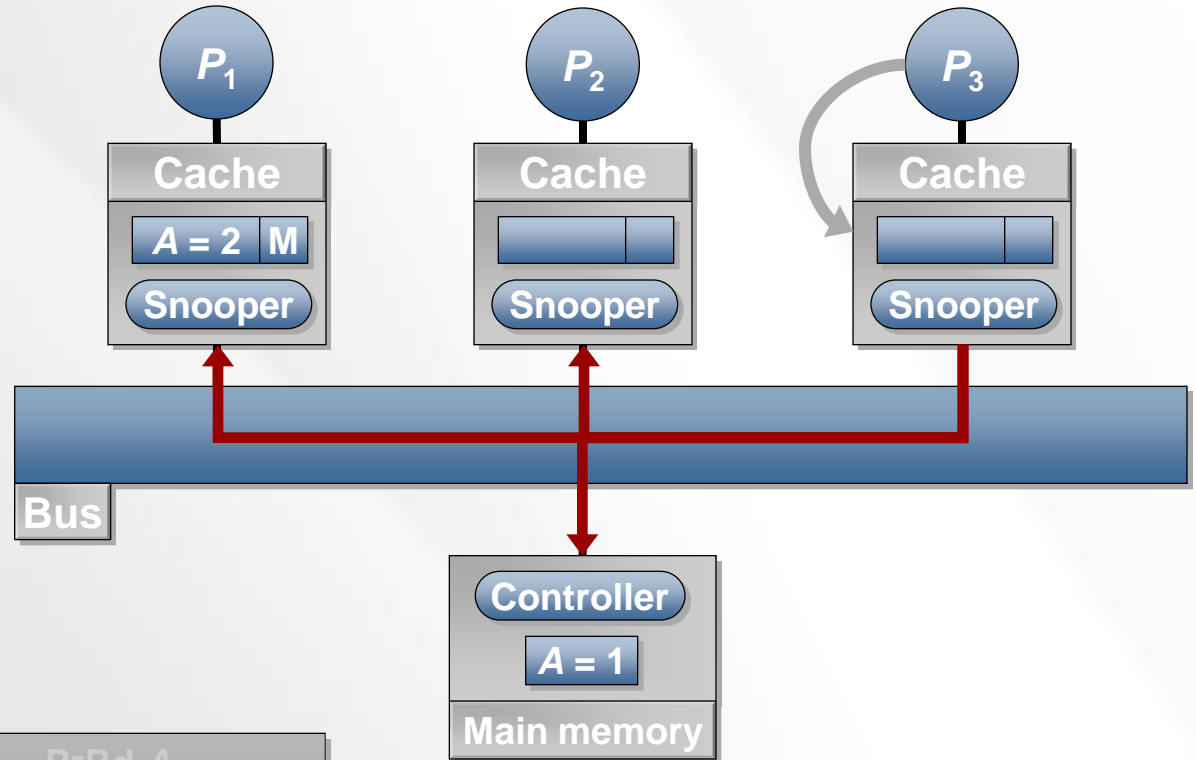 P1 P2 P3
Cache Cache Cache
A = 2 M
Snooper Snooper Snooper
Bus
Controller
A = 1
Main memory